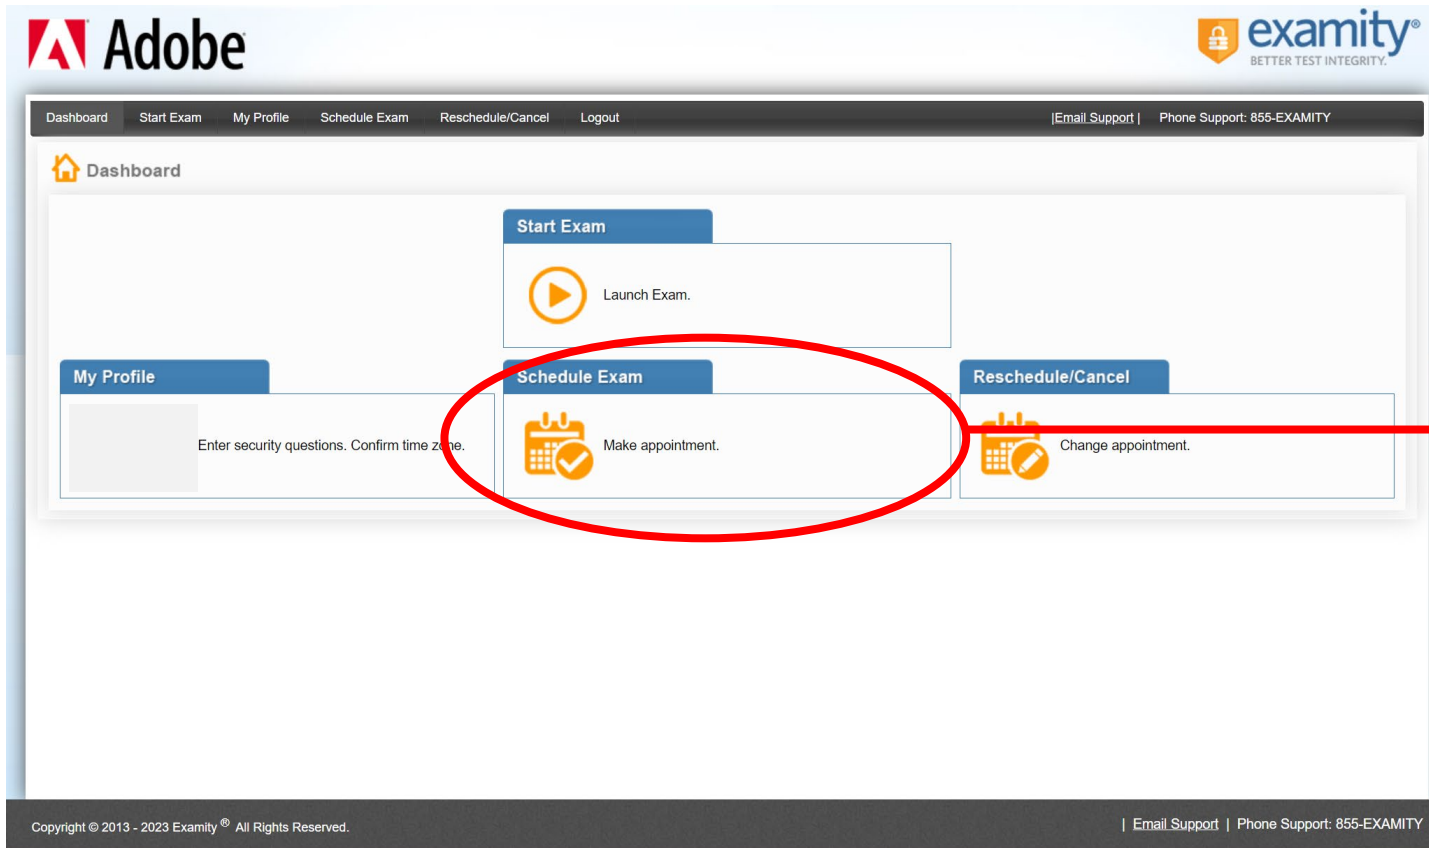 Adobe
examity®
BETTER TEST INTEGRITY.
Dashboard Start Exam My Profile Schedule Exam Reschedule/Cancel Logout |Email Support| Phone Support: 855-EXAMITY
Dashboard
Start Exam
Launch Exam.
My Profile
Enter security questions. Confirm time zone.
Schedule Exam
Make appointment.
Reschedule/Cancel
Change appointment.
Copyright © 2013 - 2023 Examity ® All Rights Reserved. | Email Support | Phone Support: 855-EXAMITY